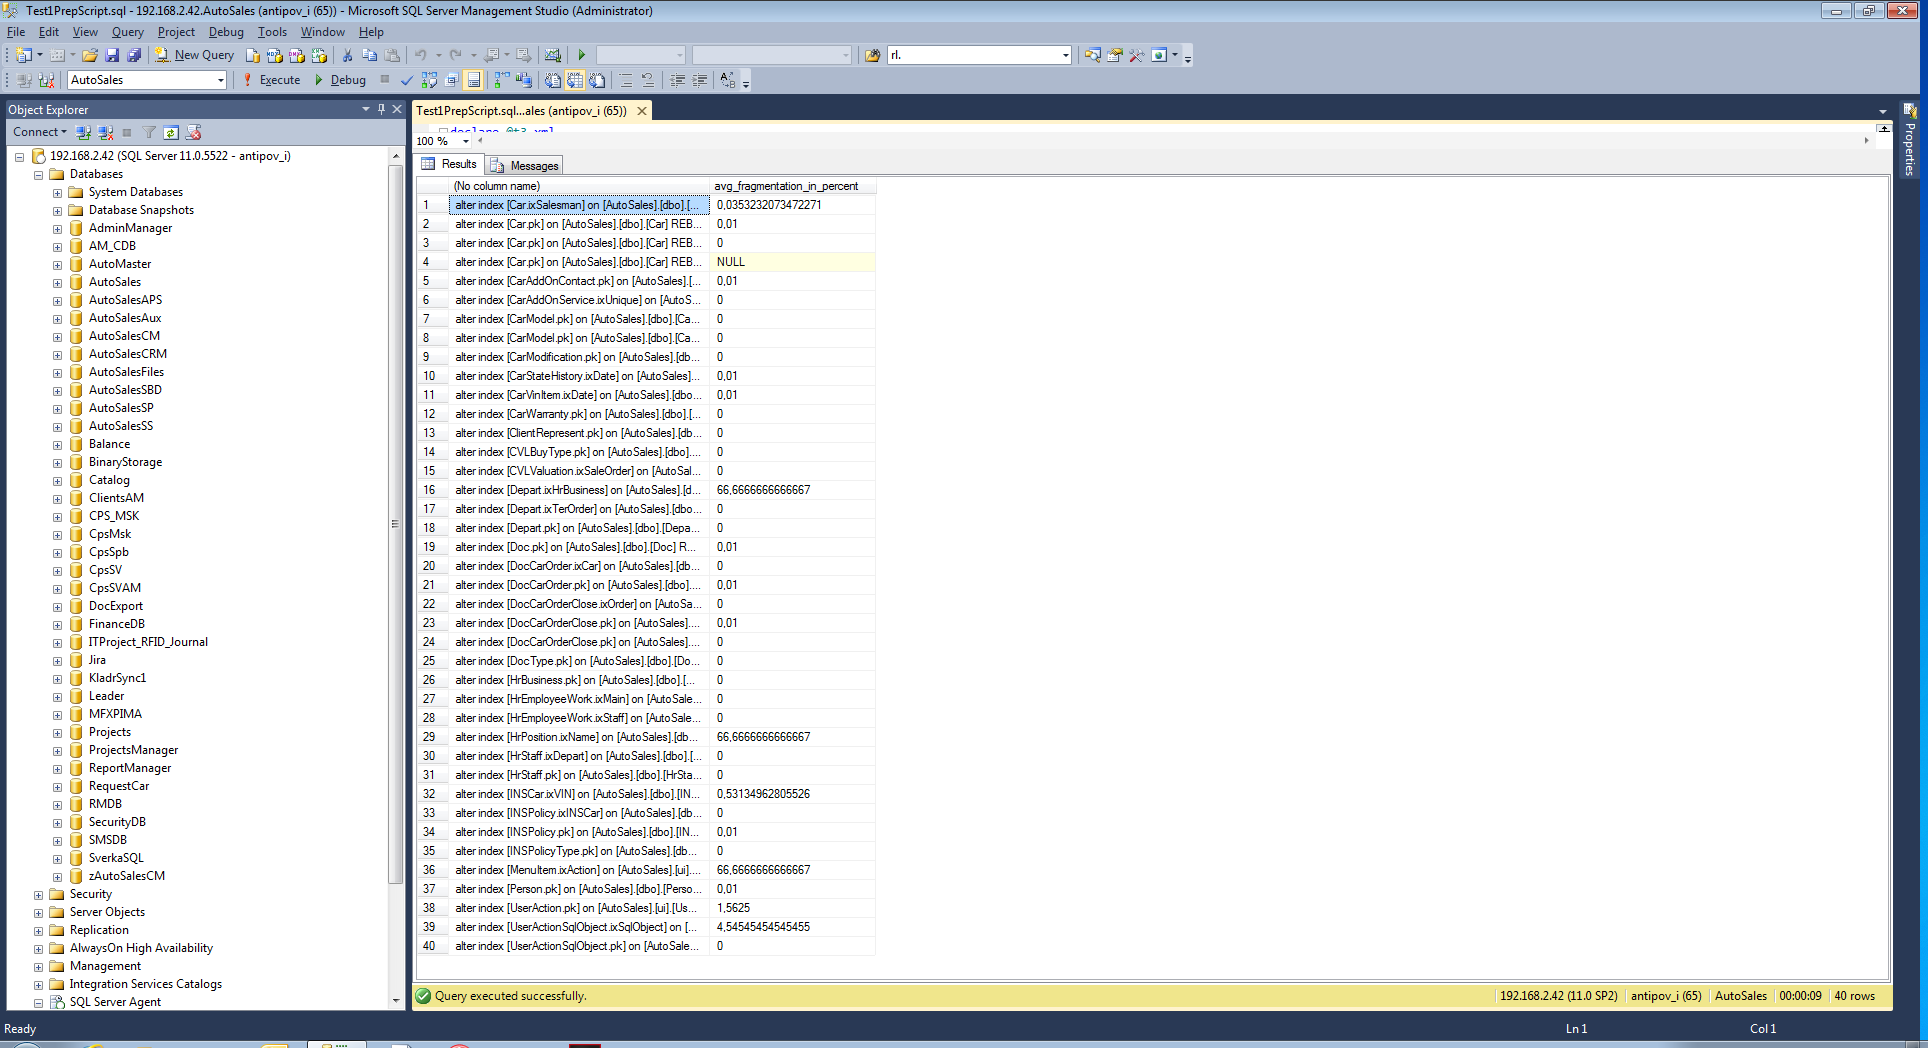 Test1PrepScript.sql - 192.168.2.42.AutoSales (antipov_i (65)) - Microsoft SQL Server Management Studio (Administrator)
File Edit View Query Project Debug Tools Window Help
New Query rl.
AutoSales Execute Debug
Object Explorer
Connect
192.168.2.42 (SQL Server 11.0.5522 - antipov_i)
Databases
System Databases
Database Snapshots
AdminManager
AM_CDB
AutoMaster
AutoSales
AutoSalesAPS
AutoSalesAux
AutoSalesCM
AutoSalesCRM
AutoSalesFiles
AutoSalesSBD
AutoSalesSP
AutoSalesSS
Balance
BinaryStorage
Catalog
ClientsAM
CPS_MSK
CpsMsk
CpsSpb
CpsSV
CpsSVAM
DocExport
FinanceDB
ITProject_RFID_Journal
Jira
KladrSync1
Leader
MFXPIMA
Projects
ProjectsManager
ReportManager
RequestCar
RMDB
SecurityDB
SMSDB
SverkaSQL
zAutoSalesCM
Security
Server Objects
Replication
AlwaysOn High Availability
Management
Integration Services Catalogs
SQL Server Agent
Test1PrepScript.sql...ales (antipov_i (65))
declare @t3 xml
100 %
Results Messages
(No column name) avg_fragmentation_in_percent
1 alter index [Car.ixSalesman] on [AutoSales].[dbo].[... 0,0353232073472271
2 alter index [Car.pk] on [AutoSales].[dbo].[Car] REB... 0,01
3 alter index [Car.pk] on [AutoSales].[dbo].[Car] REB... 0
4 alter index [Car.pk] on [AutoSales].[dbo].[Car] REB... NULL
5 alter index [CarAddOnContact.pk] on [AutoSales].[... 0,01
6 alter index [CarAddOnService.ixUnique] on [AutoS... 0
7 alter index [CarModel.pk] on [AutoSales].[dbo].[Ca... 0
8 alter index [CarModel.pk] on [AutoSales].[dbo].[Ca... 0
9 alter index [CarModification.pk] on [AutoSales].[db... 0
10 alter index [CarStateHistory.ixDate] on [AutoSales].... 0,01
11 alter index [CarVinItem.ixDate] on [AutoSales].[dbo... 0,01
12 alter index [CarWarranty.pk] on [AutoSales].[dbo].[... 0
13 alter index [ClientRepresent.pk] on [AutoSales].[db... 0
14 alter index [CVLBuyType.pk] on [AutoSales].[dbo].... 0
15 alter index [CVLValuation.ixSaleOrder] on [AutoSal... 0
16 alter index [Depart.ixHrBusiness] on [AutoSales].[d... 66,6666666666667
17 alter index [Depart.ixTerOrder] on [AutoSales].[dbo... 0
18 alter index [Depart.pk] on [AutoSales].[dbo].[Depa... 0
19 alter index [Doc.pk] on [AutoSales].[dbo].[Doc] R... 0,01
20 alter index [DocCarOrder.ixCar] on [AutoSales].[db... 0
21 alter index [DocCarOrder.pk] on [AutoSales].[dbo].... 0,01
22 alter index [DocCarOrderClose.ixOrder] on [AutoSa... 0
23 alter index [DocCarOrderClose.pk] on [AutoSales].... 0,01
24 alter index [DocCarOrderClose.pk] on [AutoSales].... 0
25 alter index [DocType.pk] on [AutoSales].[dbo].[Do... 0
26 alter index [HrBusiness.pk] on [AutoSales].[dbo].[... 0
27 alter index [HrEmployeeWork.ixMain] on [AutoSale... 0
28 alter index [HrEmployeeWork.ixStaff] on [AutoSale... 0
29 alter index [HrPosition.ixName] on [AutoSales].[db... 66,6666666666667
30 alter index [HrStaff.ixDepart] on [AutoSales].[dbo].[... 0
31 alter index [HrStaff.pk] on [AutoSales].[dbo].[HrSta... 0
32 alter index [INSCar.ixVIN] on [AutoSales].[dbo].[IN... 0,53134962805526
33 alter index [INSPolicy.ixINSCar] on [AutoSales].[db... 0
34 alter index [INSPolicy.pk] on [AutoSales].[dbo].[IN... 0,01
35 alter index [INSPolicyType.pk] on [AutoSales].[db... 0
36 alter index [MenuItem.ixAction] on [AutoSales].[ui].... 66,6666666666667
37 alter index [Person.pk] on [AutoSales].[dbo].[Perso... 0,01
38 alter index [UserAction.pk] on [AutoSales].[ui].[Us... 1,5625
39 alter index [UserActionSqlObject.ixSqlObject] on [... 4,54545454545455
40 alter index [UserActionSqlObject.pk] on [AutoSale... 0
Query executed successfully. 192.168.2.42 (11.0 SP2) antipov_i (65) AutoSales 00:00:09 40 rows
Properties
Ready Ln 1 Col 1